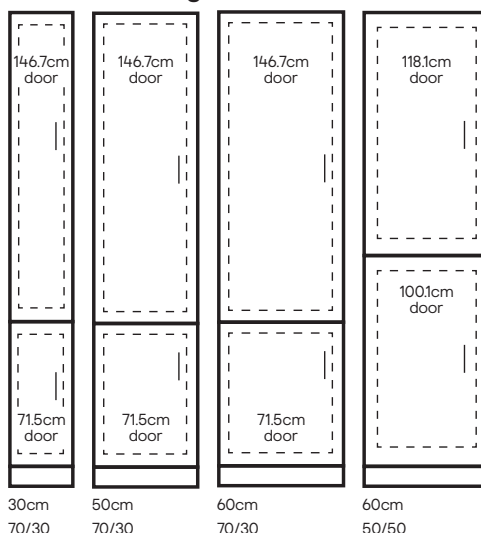 146.7cm
door
146.7cm
door
146.7cm
door
118.1cm
door
100.1cm
door
71.5cm
door
71.5cm
door
71.5cm
door
30cm
70/30
50cm
70/30
60cm
70/30
60cm
50/50